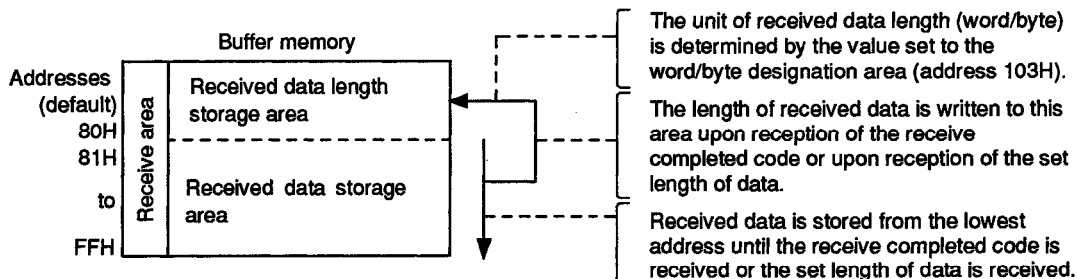 Buffer memory
Addresses
(default)
80H
81H
to
FFH
Receive area
Received data length
storage area
Received data storage
area
The unit of received data length (word/byte)
is determined by the value set to the
word/byte designation area (address 103H).
The length of received data is written to this
area upon reception of the receive
completed code or upon reception of the set
length of data.
Received data is stored from the lowest
address until the receive completed code is
received or the set length of data is received.